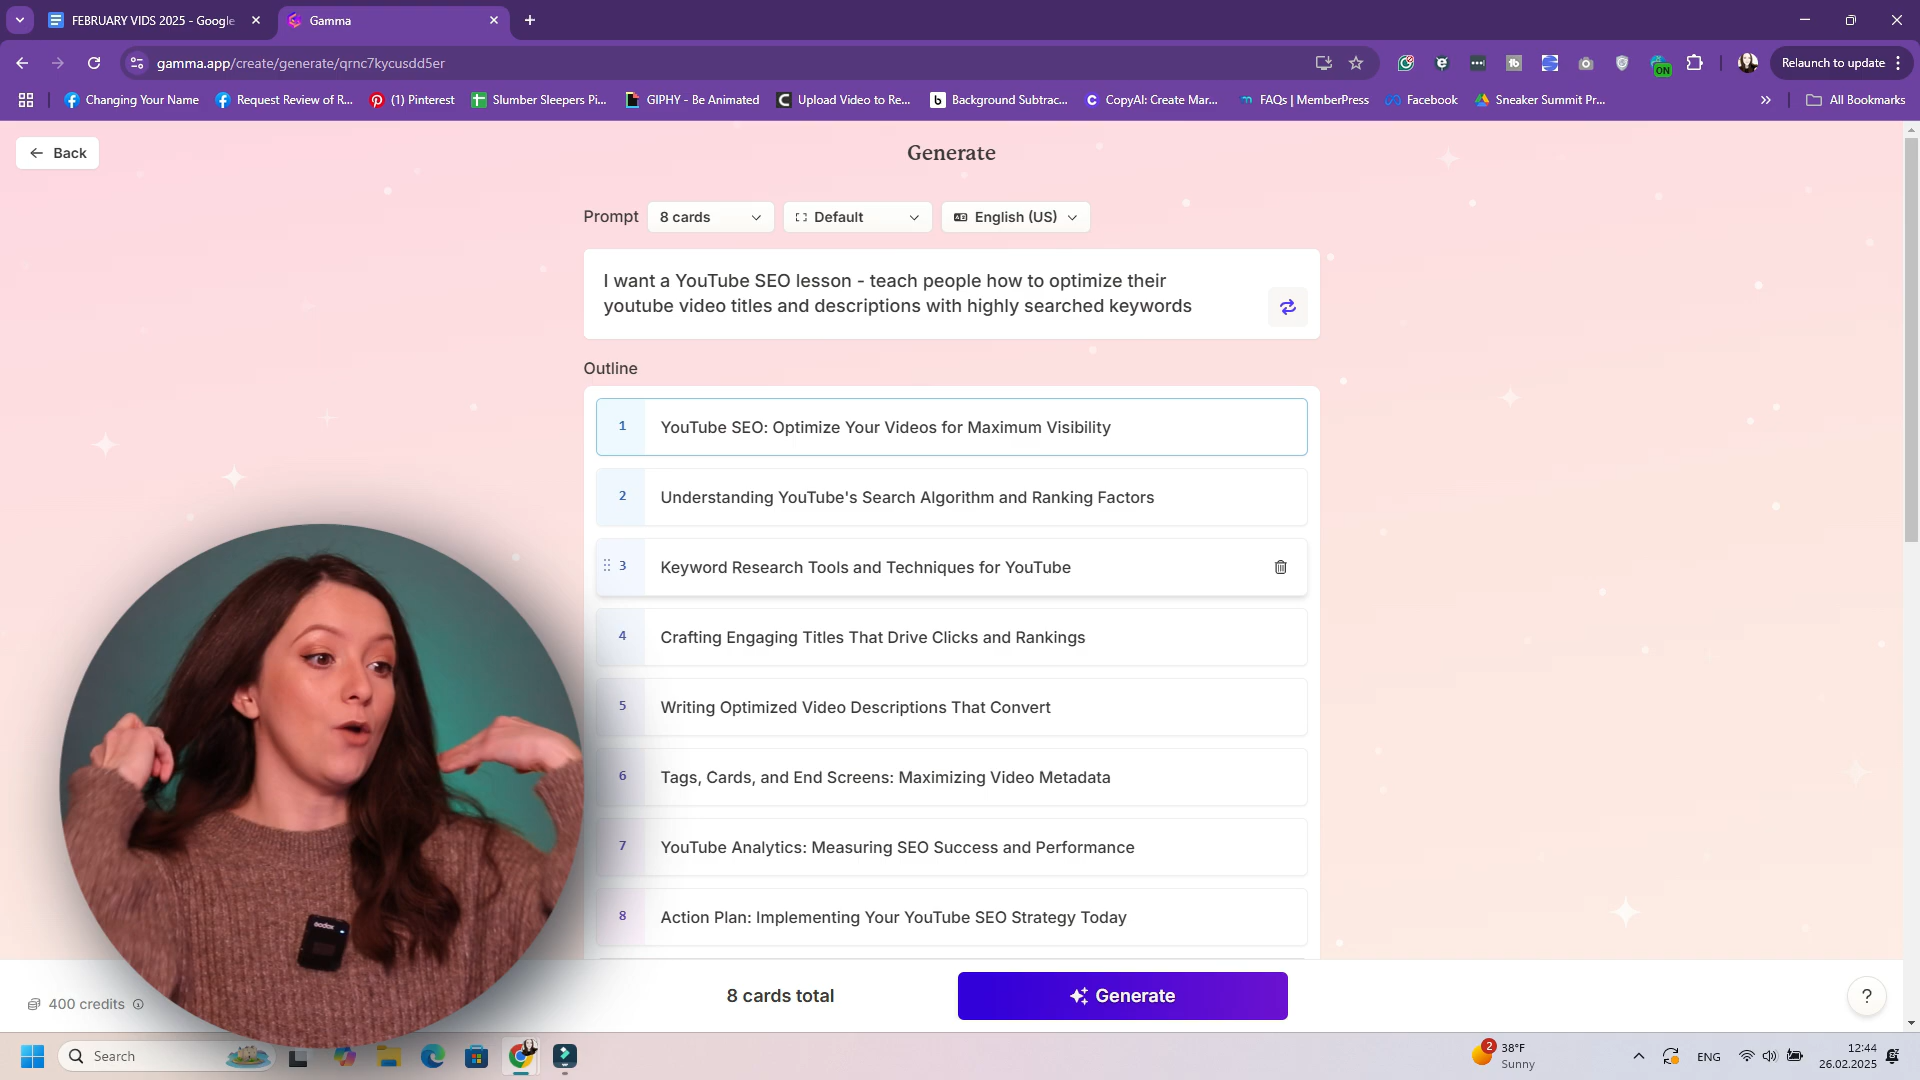 FEBRUARY VIDS 2025 - Google
Gamma
gamma.app/create/generate/qrnc7kycusdd5er
Relaunch to update
ON
Changing Your Name
Request Review of R...
(1) Pinterest
Slumber Sleepers Pi...
GIPHY - Be Animated
Upload Video to Re...
Background Subtrac...
CopyAI: Create Mar...
FAQs | MemberPress
Facebook
Sneaker Summit Pr...
All Bookmarks
Back
Generate
Prompt
8 cards
Default
English (US)
I want a YouTube SEO lesson - teach people how to optimize their
youtube video titles and descriptions with highly searched keywords
Outline
1 YouTube SEO: Optimize Your Videos for Maximum Visibility
2 Understanding YouTube's Search Algorithm and Ranking Factors
3 Keyword Research Tools and Techniques for YouTube
4 Crafting Engaging Titles That Drive Clicks and Rankings
5 Writing Optimized Video Descriptions That Convert
6 Tags, Cards, and End Screens: Maximizing Video Metadata
7 YouTube Analytics: Measuring SEO Success and Performance
8 Action Plan: Implementing Your YouTube SEO Strategy Today
Godox
400 credits
8 cards total
Generate
?
Search
2
38°F
Sunny
ENG
12:44
26.02.2025